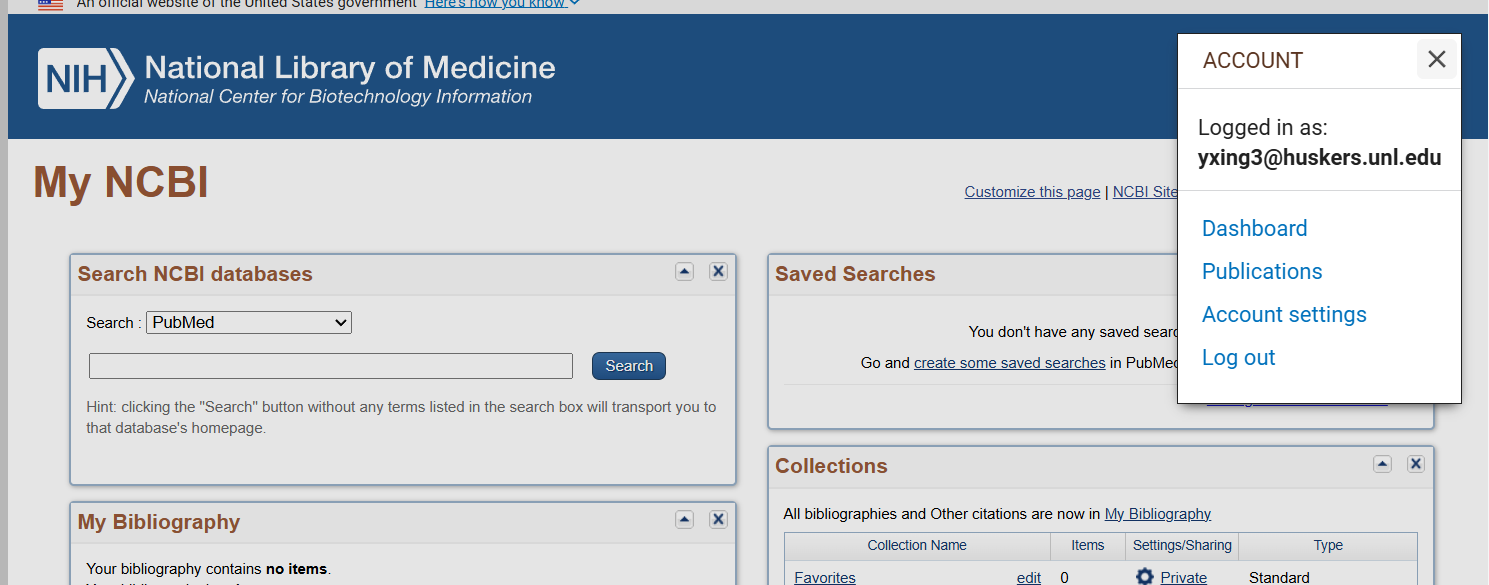 An official website of the United States government Here's how you know
NIH National Library of Medicine
National Center for Biotechnology Information
ACCOUNT
Logged in as:
yxing3@huskers.unl.edu
Dashboard
Publications
Account settings
Log out
My NCBI
Customize this page | NCBI Site
Search NCBI databases
Search : PubMed
Search
Hint: clicking the "Search" button without any terms listed in the search box will transport you to
that database's homepage.
My Bibliography
Your bibliography contains no items.
Saved Searches
You don't have any saved searc
Go and create some saved searches in PubMed
Collections
All bibliographies and Other citations are now in My Bibliography
Collection Name Items Settings/Sharing Type
Favorites edit 0 Private Standard